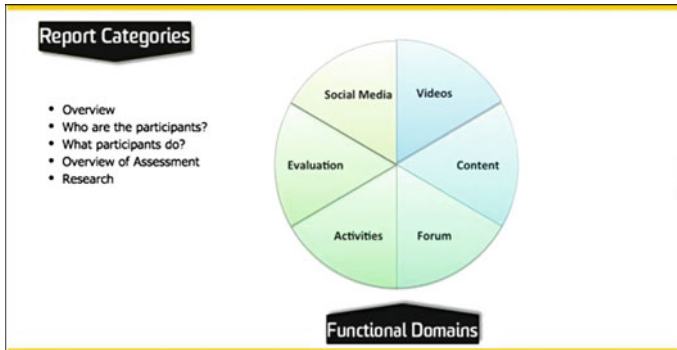 Report Categories
• Overview
• Who are the participants?
• What participants do?
• Overview of Assessment
• Research
Social Media
Videos
Evaluation
Content
Activities
Forum
Functional Domains